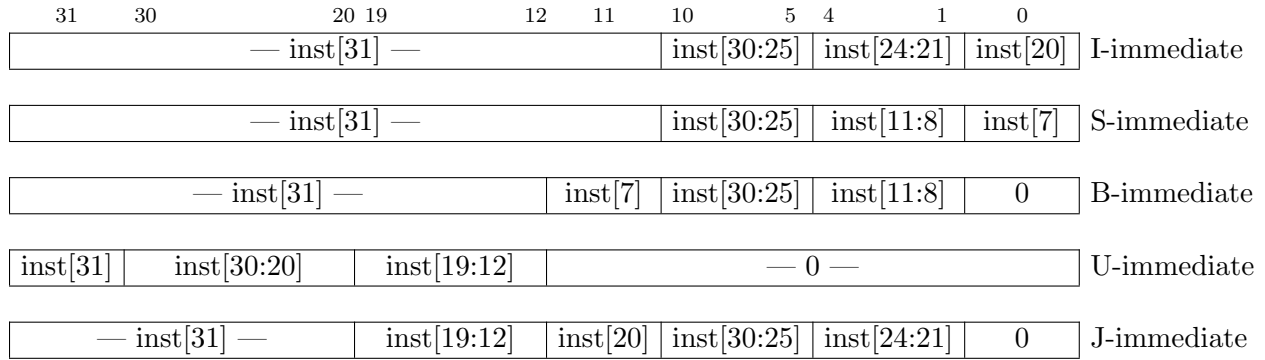 31 30 20 19 12 11 10 5 4 1 0
— inst[31] — inst[30:25] inst[24:21] inst[20] I-immediate
— inst[31] — inst[30:25] inst[11:8] inst[7] S-immediate
— inst[31] — inst[7] inst[30:25] inst[11:8] 0 B-immediate
inst[31] inst[30:20] inst[19:12] — 0 — U-immediate
— inst[31] — inst[19:12] inst[20] inst[30:25] inst[24:21] 0 J-immediate